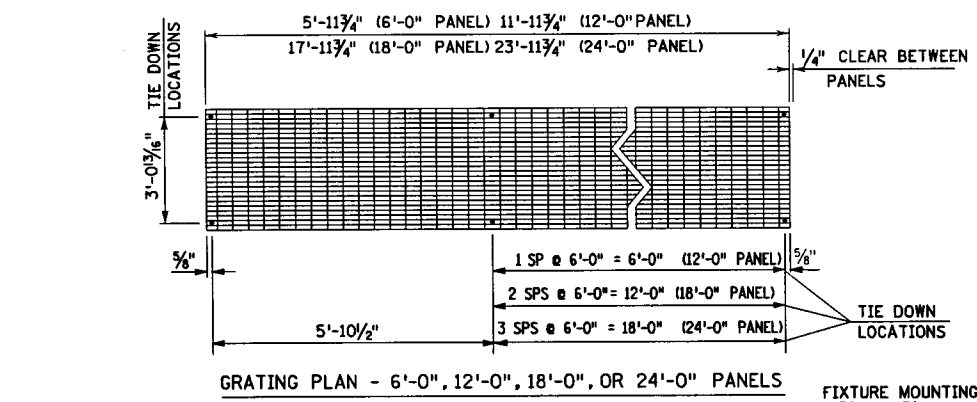 5'-11¾" (6'-0" PANEL) 11'-11¾" (12'-0" PANEL)
17'-11¾" (18'-0" PANEL) 23'-11¾" (24'-0" PANEL)
¼" CLEAR BETWEEN
PANELS
TIE DOWN
LOCATIONS
3'-0 13/16"
⅝"
1 SP @ 6'-0" = 6'-0" (12'-0" PANEL)
⅝"
2 SPS @ 6'-0" = 12'-0" (18'-0" PANEL)
5'-10½"
3 SPS @ 6'-0" = 18'-0" (24'-0" PANEL)
TIE DOWN
LOCATIONS
GRATING PLAN - 6'-0", 12'-0", 18'-0", OR 24'-0" PANELS
FIXTURE MOUNTING